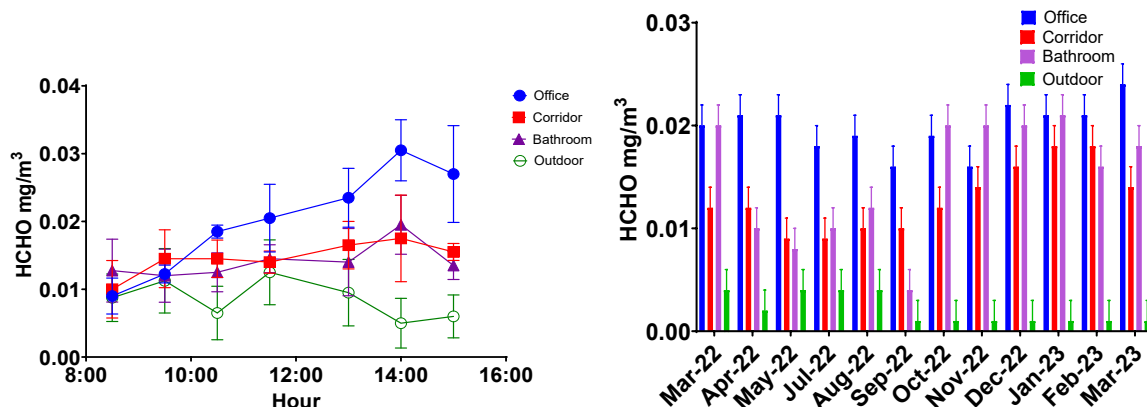 HCHO mg/m³
0.04
0.03
0.02
0.01
0.00
8:00 10:00 12:00 14:00 16:00
Hour
Office
Corridor
Bathroom
Outdoor
HCHO mg/m³
0.03
0.02
0.01
0.00
Mar-22 Apr-22 May-22 Jul-22 Aug-22 Sep-22 Oct-22 Nov-22 Dec-22 Jan-23 Feb-23 Mar-23
Office
Corridor
Bathroom
Outdoor